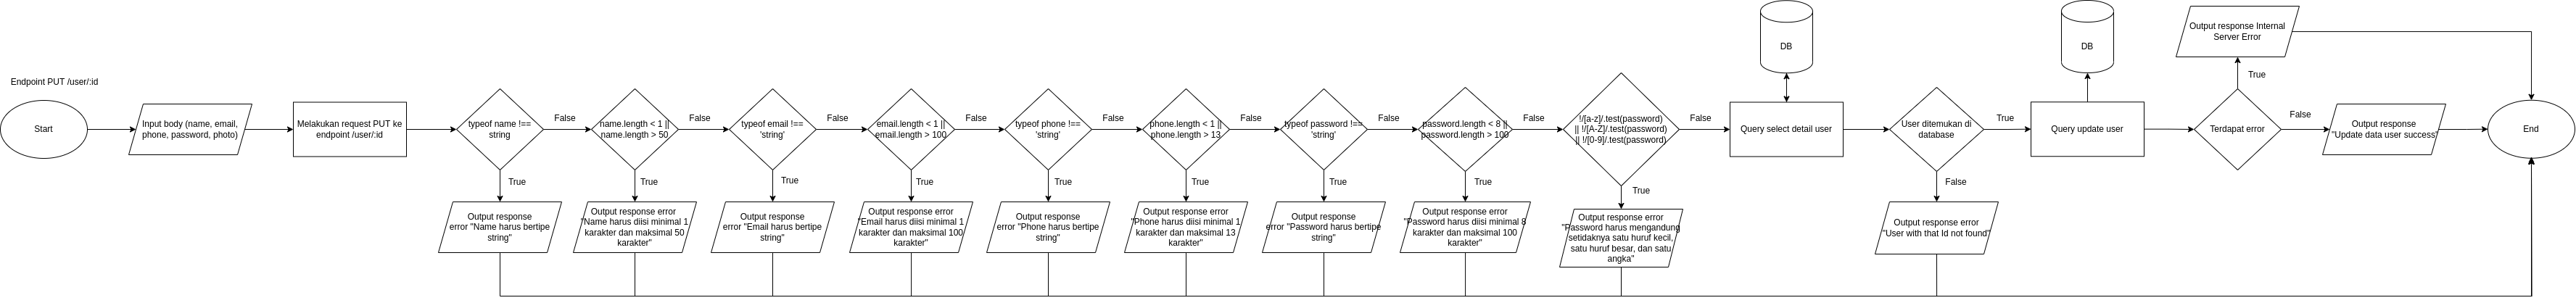 Endpoint PUT /user/:id
Start
Input body (name, email,
phone, password, photo)
Melakukan request PUT ke
endpoint /user/:id
typeof name !==
string
False
True
Output response
error "Name harus bertipe
string"
name.length < 1 ||
name.length > 50
False
True
Output response error
"Name harus diisi minimal 1
karakter dan maksimal 50
karakter"
typeof email !==
'string'
False
True
Output response
error "Email harus bertipe
string"
email.length < 1 ||
email.length > 100
False
True
Output response error
"Email harus diisi minimal 1
karakter dan maksimal 100
karakter"
typeof phone !==
'string'
False
True
Output response
error "Phone harus bertipe
string"
phone.length < 1 ||
phone.length > 13
False
True
Output response error
"Phone harus diisi minimal 1
karakter dan maksimal 13
karakter"
typeof password !==
'string'
False
True
Output response
error "Password harus bertipe
string"
password.length < 8 ||
password.length > 100
False
True
Output response error
"Password harus diisi minimal 8
karakter dan maksimal 100
karakter"
!/[a-z]/.test(password)
|| !/[A-Z]/.test(password)
|| !/[0-9]/.test(password)
False
True
Output response error
"Password harus mengandung
setidaknya satu huruf kecil,
satu huruf besar, dan satu
angka"
DB
Query select detail user
User ditemukan di
database
True
False
Output response error
"User with that Id not found"
DB
Query update user
Terdapat error
True
Output response Internal
Server Error
False
Output response
"Update data user success"
End